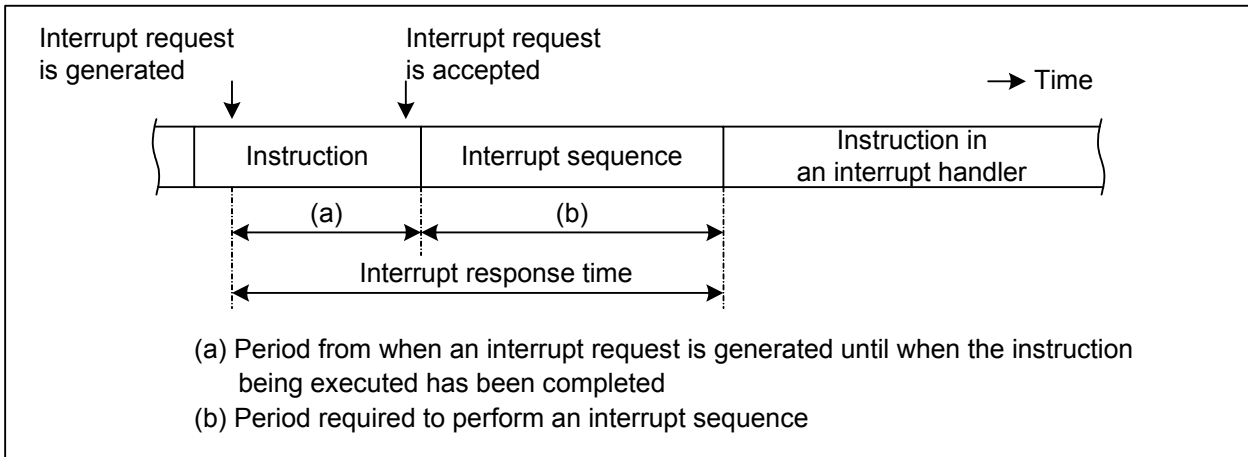 Interrupt request
is generated
Interrupt request
is accepted
Time
Instruction
Interrupt sequence
Instruction in
an interrupt handler
(a)
(b)
Interrupt response time
(a) Period from when an interrupt request is generated until when the instruction
being executed has been completed
(b) Period required to perform an interrupt sequence